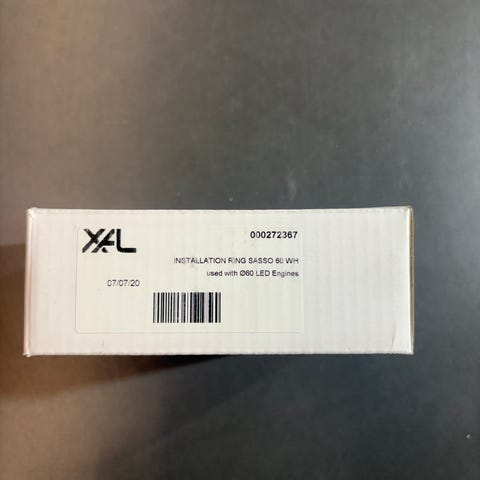 XAL
000272367
INSTALLATION RING SASSO 60 WH
used with Ø60 LED Engines
07/07/20